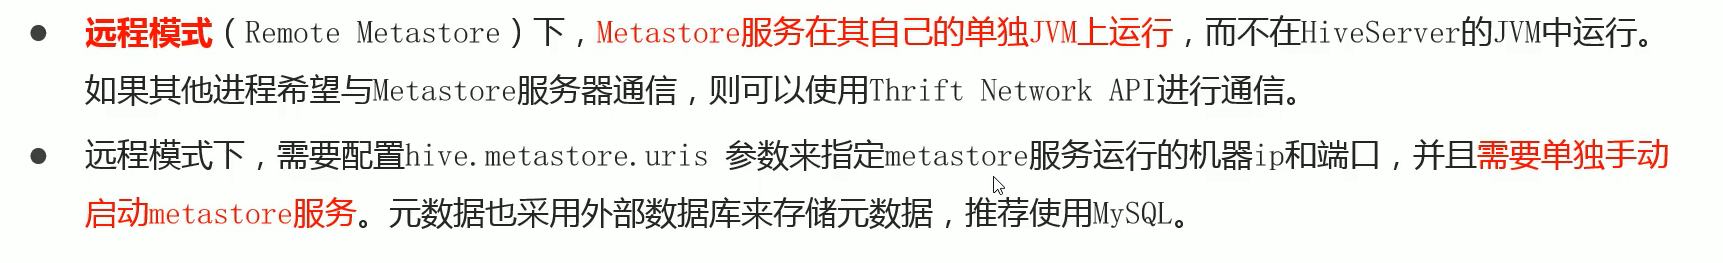 ● 远程模式（Remote Metastore）下，Metastore服务在其自己的单独JVM上运行，而不在HiveServer的JVM中运行。
如果其他进程希望与Metastore服务器通信，则可以使用Thrift Network API进行通信。
● 远程模式下，需要配置hive.metastore.uris 参数来指定metastore服务运行的机器ip和端口，并且需要单独手动
启动metastore服务。元数据也采用外部数据库来存储元数据，推荐使用MySQL。